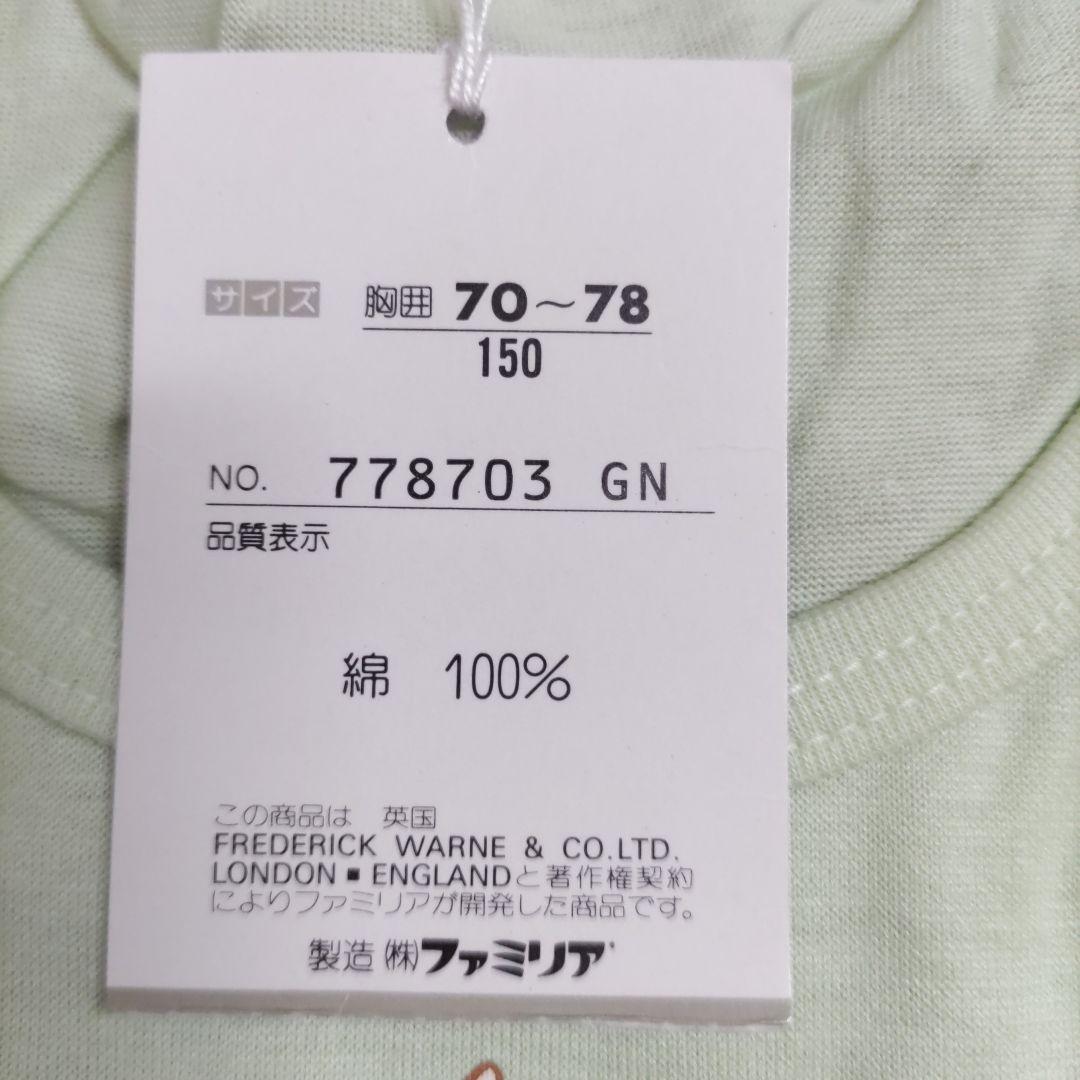 サイズ 胸囲 70～78
150
NO. 778703 GN
品質表示
綿 100%
この商品は 英国
FREDERICK WARNE & CO.LTD.
LONDON ■ ENGLANDと著作権契約
によりファミリアが開発した商品です。
製造 ㈱ファミリア